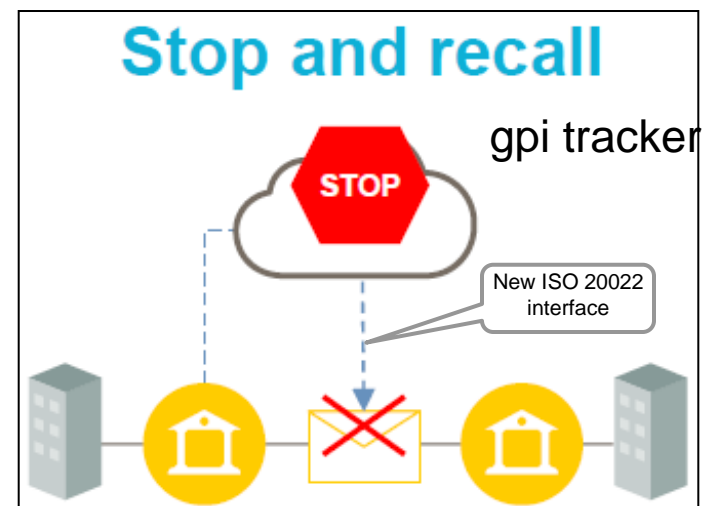 Stop and recall
gpi tracker
STOP
New ISO 20022
interface